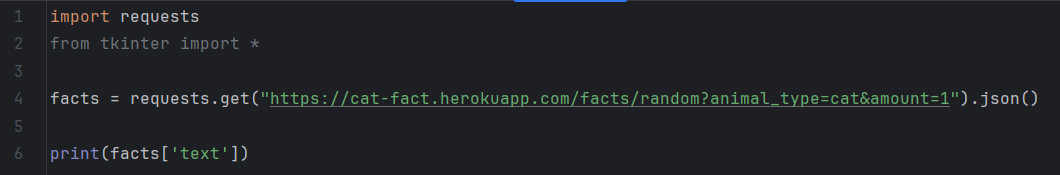 1 import requests
2 from tkinter import *
3
4 facts = requests.get("https://cat-fact.herokuapp.com/facts/random?animal_type=cat&amount=1").json()
5
6 print(facts['text'])